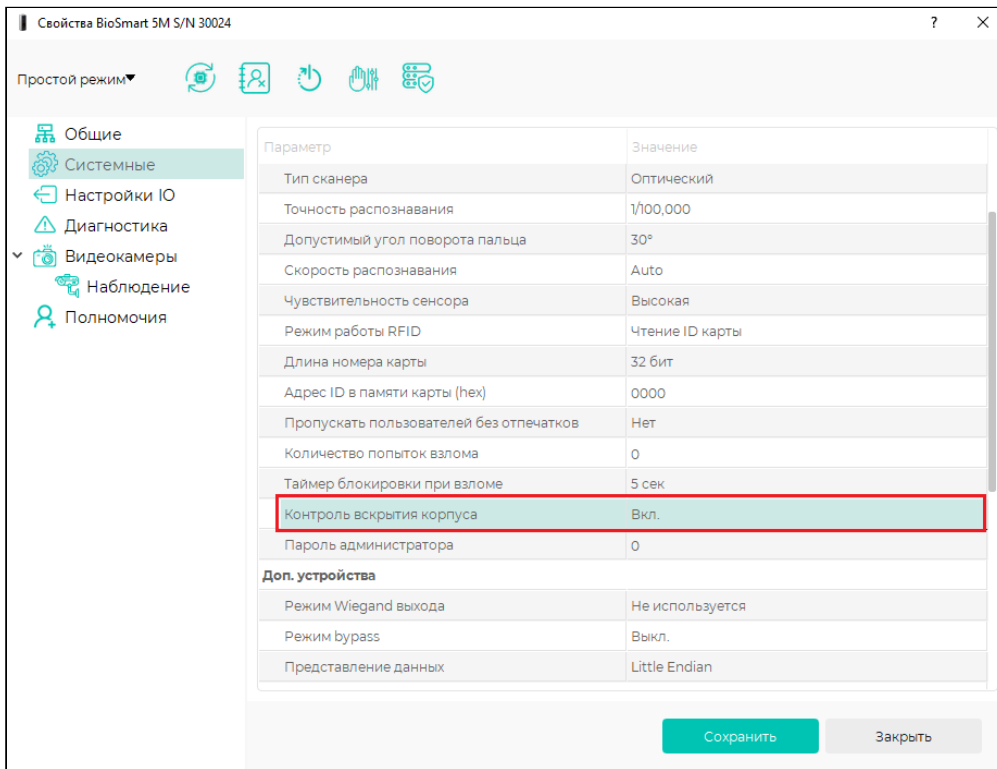 Свойства BioSmart 5M S/N 30024
Простой режим
Общие
Системные
Настройки IO
Диагностика
Видеокамеры
Наблюдение
Полномочия
Параметр Значение
Тип сканера Оптический
Точность распознавания 1/100,000
Допустимый угол поворота пальца 30°
Скорость распознавания Auto
Чувствительность сенсора Высокая
Режим работы RFID Чтение ID карты
Длина номера карты 32 бит
Адрес ID в памяти карты (hex) 0000
Пропускать пользователей без отпечатков Нет
Количество попыток взлома 0
Таймер блокировки при взломе 5 сек
Контроль вскрытия корпуса Вкл.
Пароль администратора 0
Доп. устройства
Режим Wiegand выхода Не используется
Режим bypass Выкл.
Представление данных Little Endian
Сохранить Закрыть